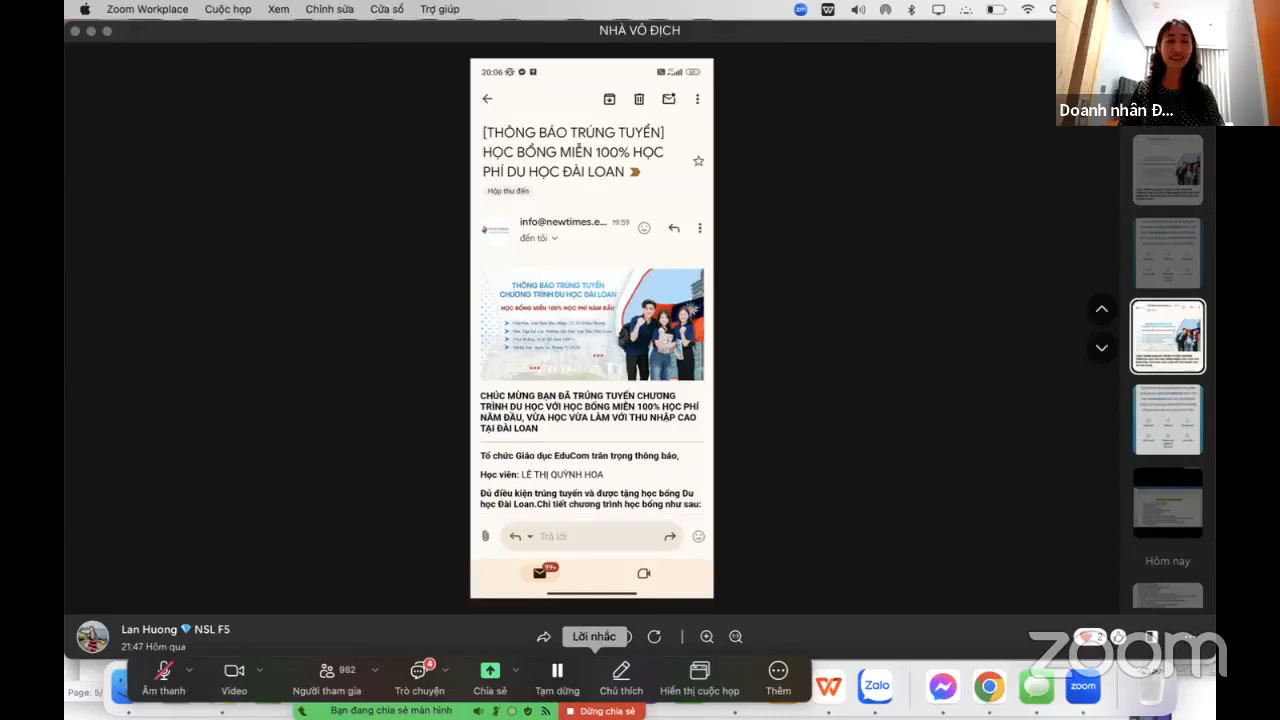 Zoom Workplace Cuộc họp Xem Chỉnh sửa Cửa sổ Trợ giúp
NHÀ VÔ ĐỊCH
Doanh nhân Đ...
20:06
[THÔNG BÁO TRÚNG TUYỂN]
HỌC BỔNG MIỄN 100% HỌC
PHÍ DU HỌC ĐÀI LOAN
Hộp thư đến
info@newtimes.e... 19:59
đến tôi
THÔNG BÁO TRÚNG TUYỂN
CHƯƠNG TRÌNH DU HỌC ĐÀI LOAN
HỌC BỔNG MIỄN 100% HỌC PHÍ NĂM ĐẦU
CHÚC MỪNG BẠN ĐÃ TRÚNG TUYỂN CHƯƠNG
TRÌNH DU HỌC VỚI HỌC BỔNG MIỄN 100% HỌC PHÍ
NĂM ĐẦU, VỪA HỌC VỪA LÀM VỚI THU NHẬP CAO
TẠI ĐÀI LOAN
Tổ chức Giáo dục EduCom trân trọng thông báo,
Học viên: LÊ THỊ QUỲNH HOA
Đủ điều kiện trúng tuyển và được tặng học bổng Du
học Đài Loan.Chi tiết chương trình học bổng như sau:
Trả lời
99+
Hôm nay
Lan Huong 💎 NSL F5
21:47 Hôm qua
Lời nhắc
2
zoom
982
4
Âm thanh Video Người tham gia Trò chuyện Chia sẻ Tạm dừng Chú thích Hiển thị cuộc họp Thêm
Page: 5/
Zalo
zoom
Bạn đang chia sẻ màn hình
Dừng chia sẻ